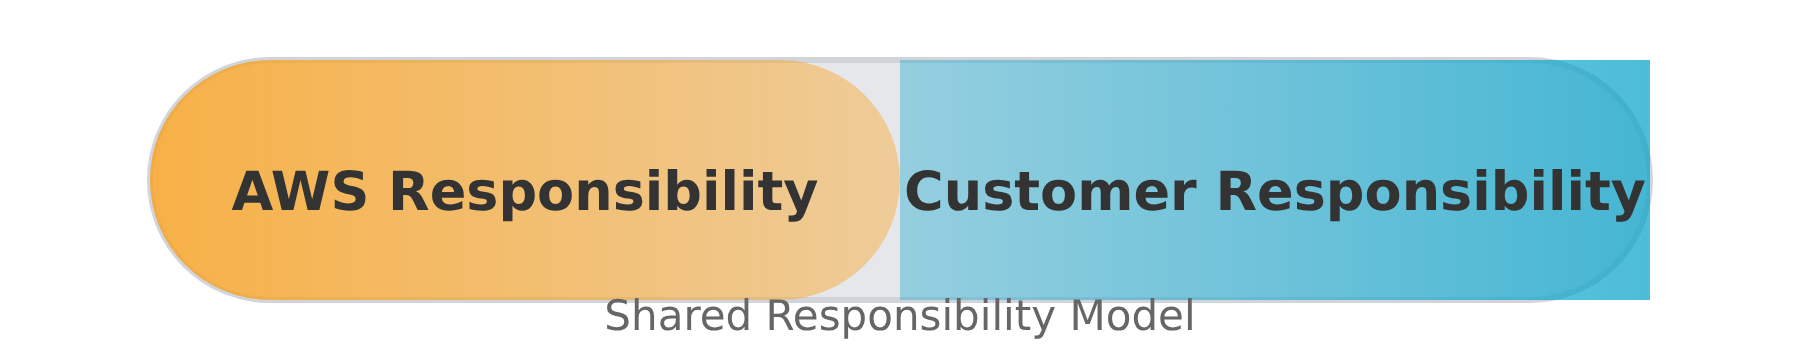 AWS Responsibility
Customer Responsibility
Shared Responsibility Model